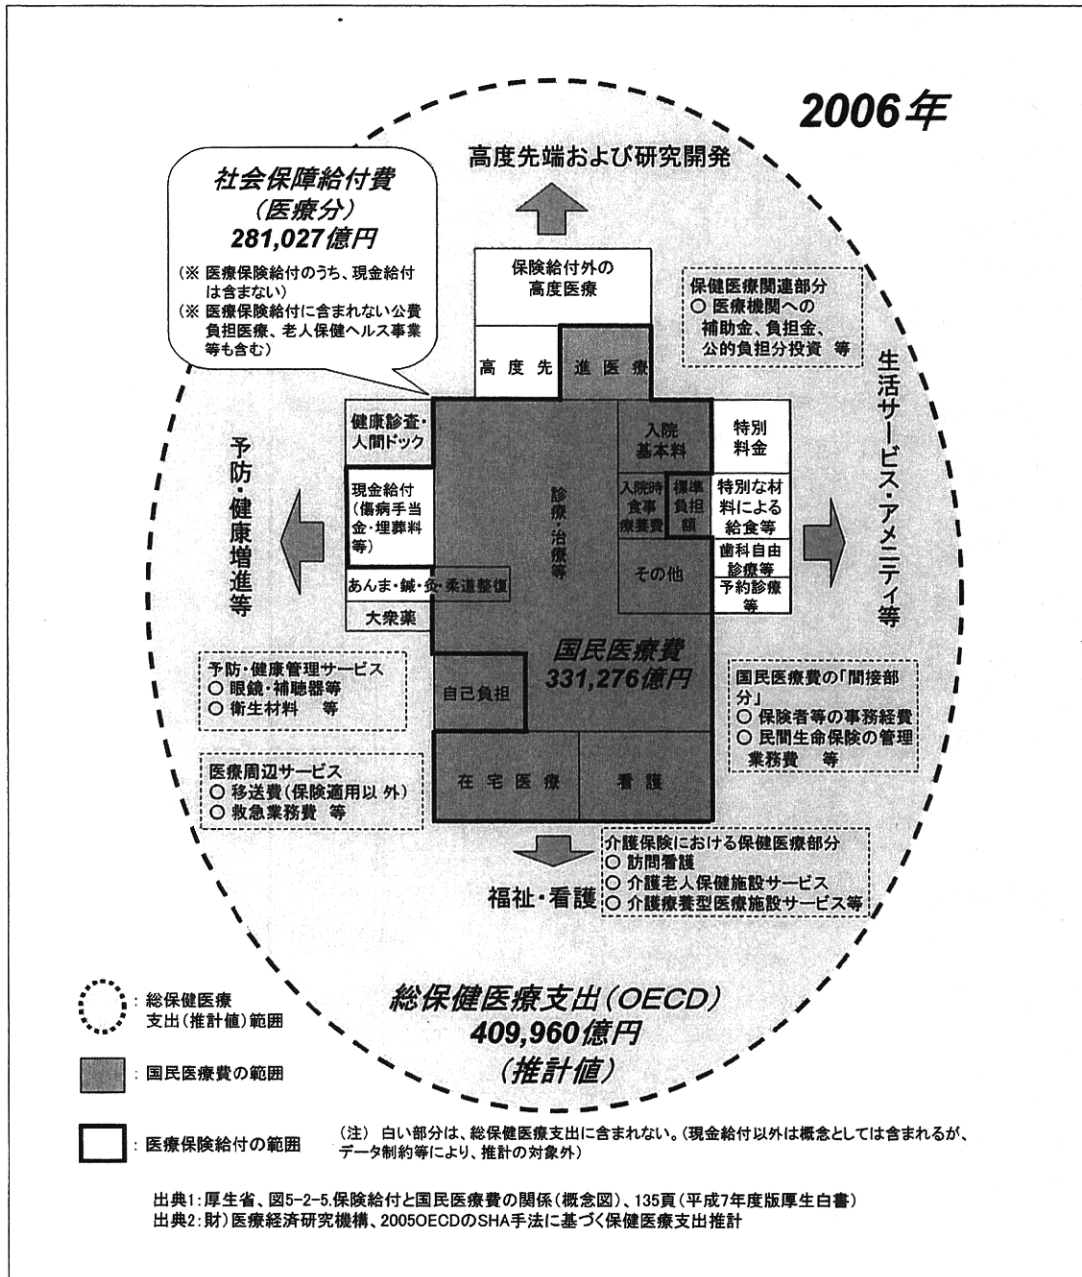 2006年
高度先端および研究開発
社会保障給付費
(医療分)
281,027億円
(※ 医療保険給付のうち、現金給付
は含まない)
(※ 医療保険給付に含まれない公費
負担医療、老人保健ヘルス事業
等も含む)
保険給付外の
高度医療
高度先進医療
保健医療関連部分
○ 医療機関への
補助金、負担金、
公的負担分投資 等
生活サービス・アメニティ等
予防・健康増進等
健康診査・
人間ドック
現金給付
(傷病手当
金・埋葬料
等)
あんま・鍼・灸・柔道整復
大衆薬
診療・治療等
入院
基本料
入院時
食事
療養費
標準
負担
額
その他
特別
料金
特別な材
料による
給食等
歯科自由
診療等
予約診療
等
国民医療費
331,276億円
自己負担
在宅医療
看護
予防・健康管理サービス
○ 眼鏡・補聴器等
○ 衛生材料 等
医療周辺サービス
○ 移送費(保険適用以外)
○ 救急業務費 等
国民医療費の「間接部
分」
○ 保険者等の事務経費
○ 民間生命保険の管理
業務費 等
福祉・看護
介護保険における保健医療部分
○ 訪問看護
○ 介護老人保健施設サービス
○ 介護療養型医療施設サービス等
総保健医療支出(OECD)
409,960億円
(推計値)
: 総保健医療
支出(推計値)範囲
: 国民医療費の範囲
: 医療保険給付の範囲
(注) 白い部分は、総保健医療支出に含まれない。(現金給付以外は概念としては含まれるが、
データ制約等により、推計の対象外)
出典1:厚生省、図5-2-5.保険給付と国民医療費の関係(概念図)、135頁(平成7年度版厚生白書)
出典2:財)医療経済研究機構、2005OECDのSHA手法に基づく保健医療支出推計